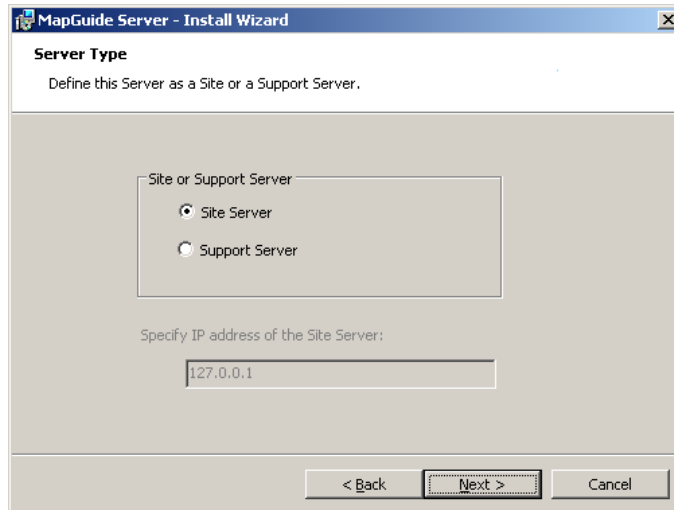 MapGuide Server - Install Wizard
Server Type
Define this Server as a Site or a Support Server.
Site or Support Server
Site Server
Support Server
Specify IP address of the Site Server:
127.0.0.1
< Back
Next >
Cancel